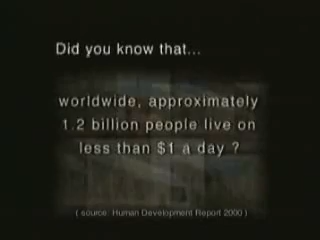 Did you know that...
worldwide, approximately
1.2 billion people live on
less than $1 a day ?
( source: Human Development Report 2000 )